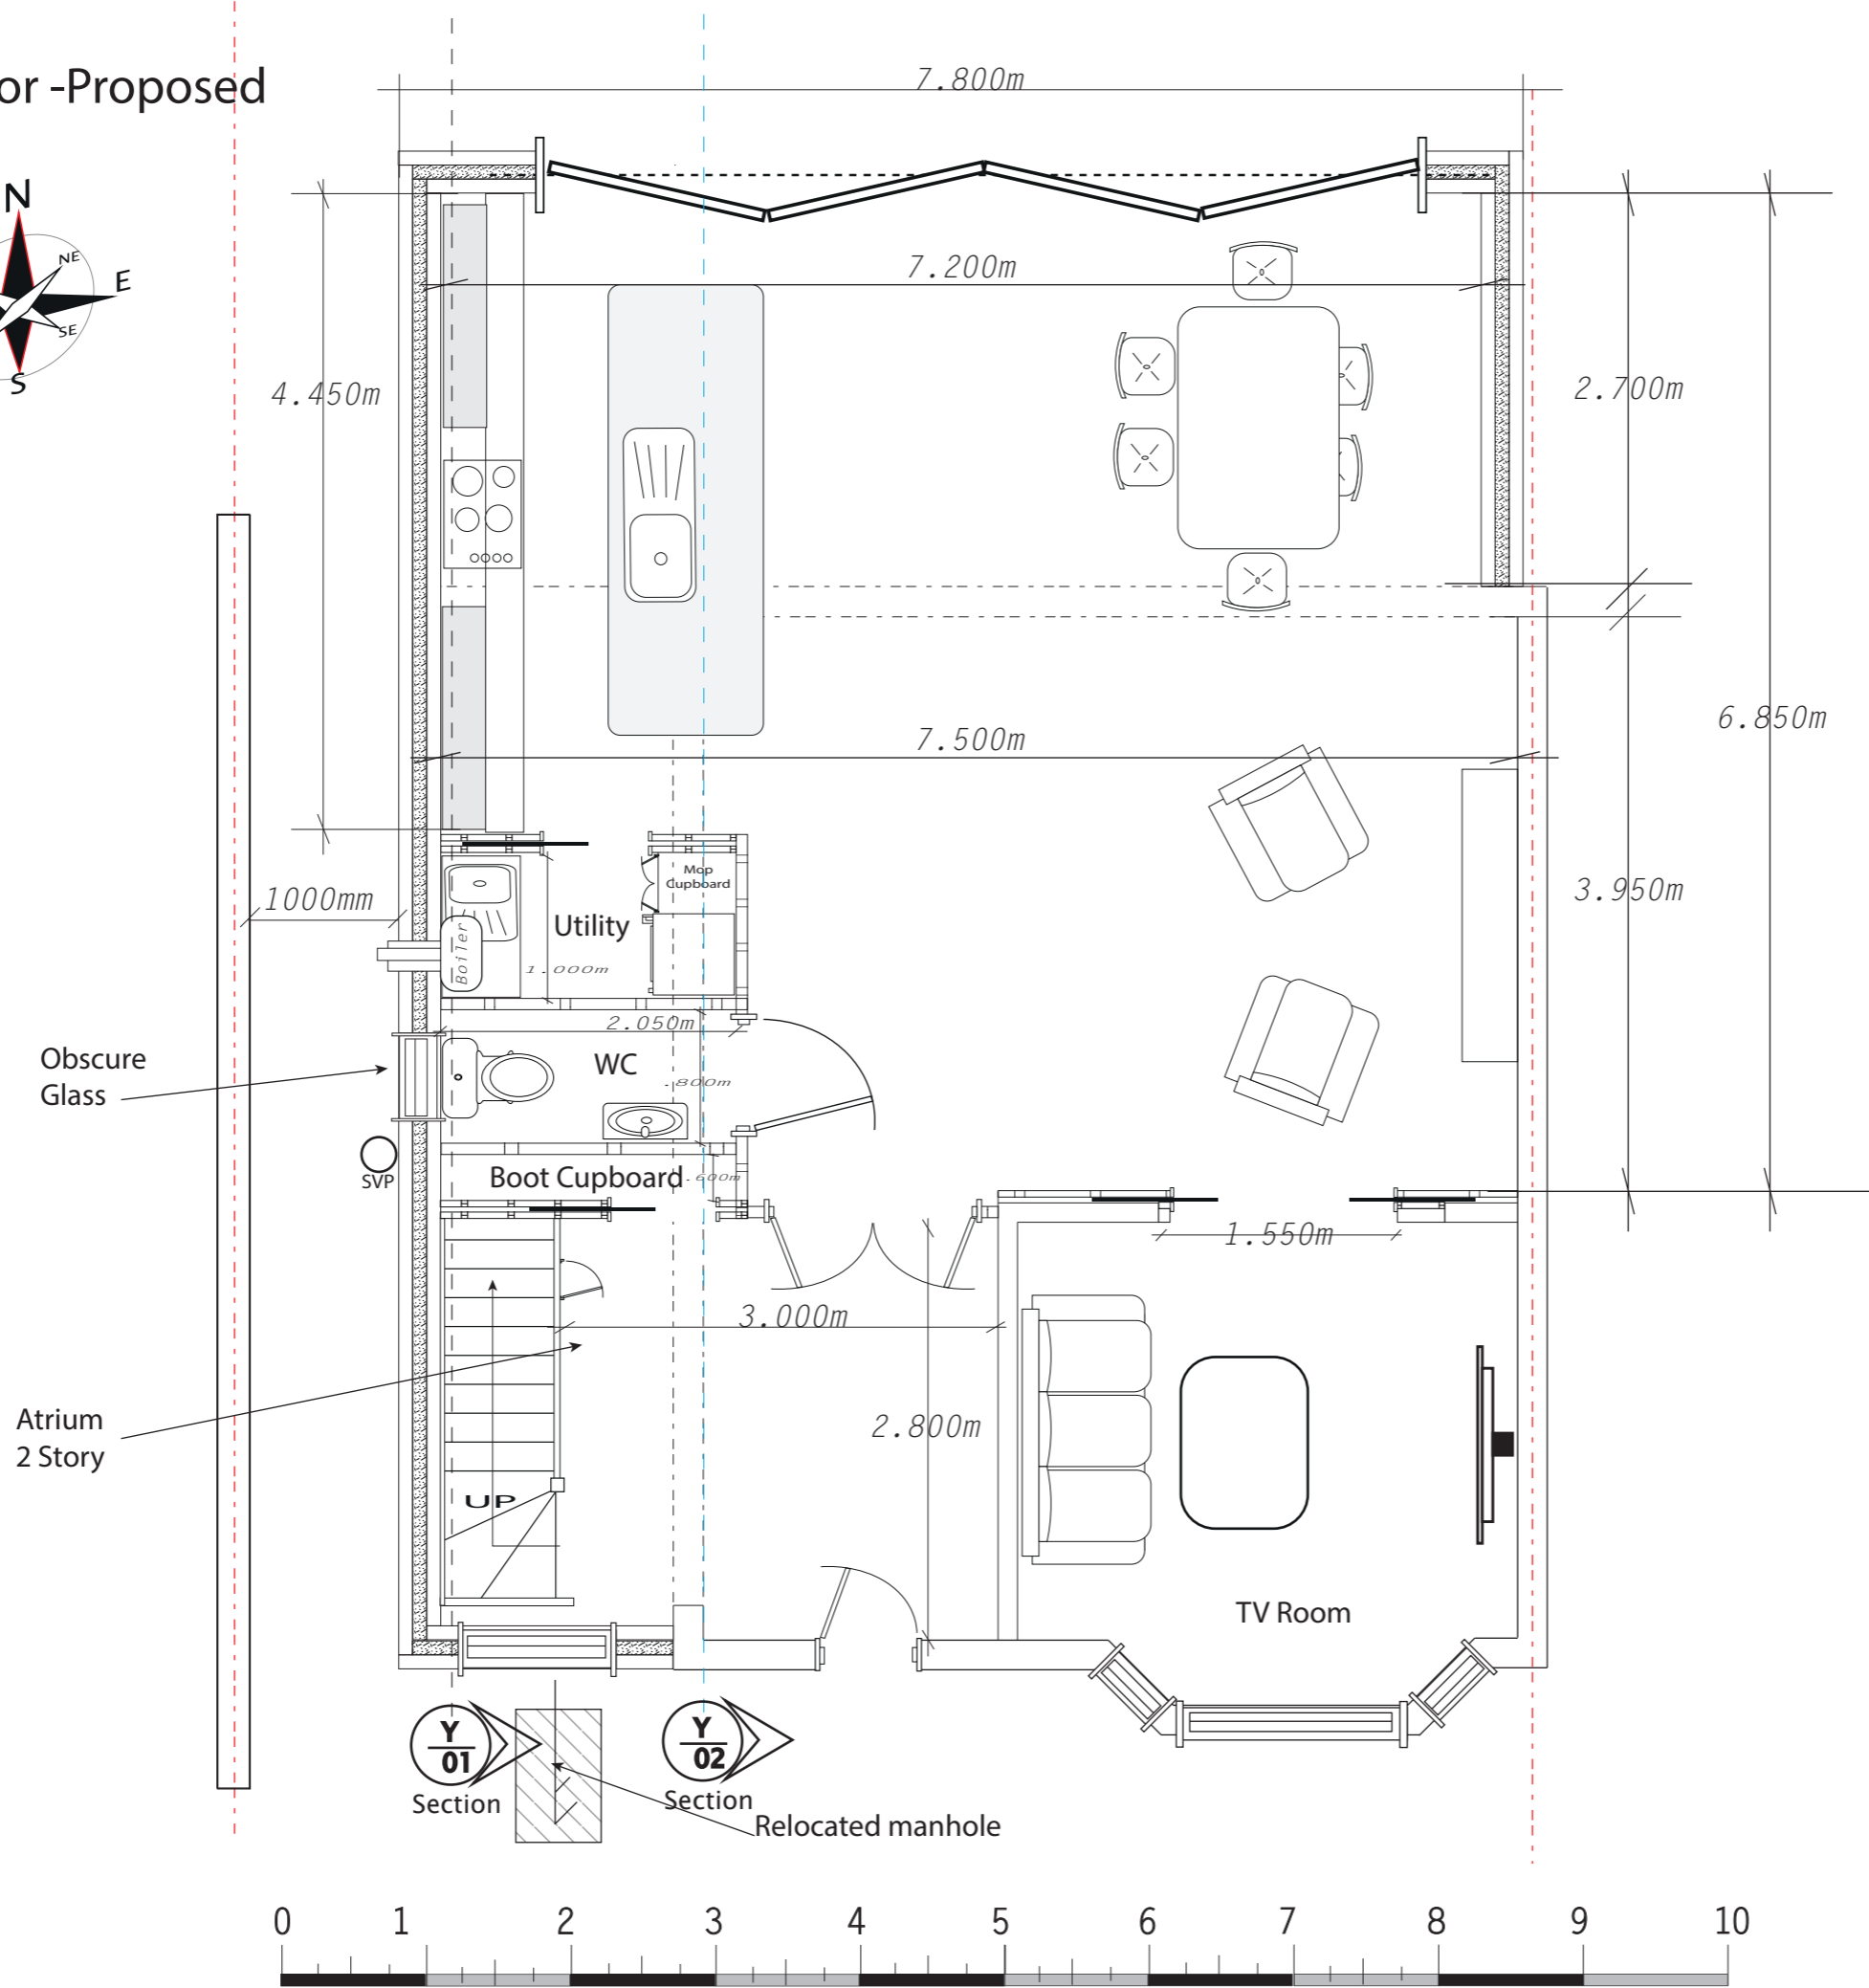 or -Proposed
7.800m
N
NE
E
SE
S
7.200m
4.450m
2.700m
6.850m
7.500m
1000mm
Mop
Cupboard
3.950m
Utility
Boiler
1.000m
2.050m
Obscure
Glass
WC
.800m
SVP
Boot Cupboard
.600m
1.550m
3.000m
Atrium
2 Story
2.800m
UP
TV Room
Y
01
Section
Y
02
Section
Relocated manhole
0 1 2 3 4 5 6 7 8 9 10